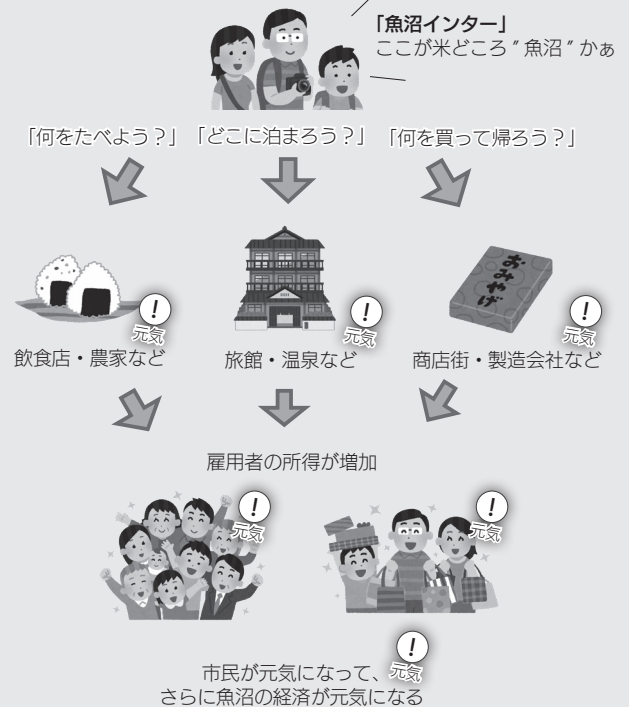 「魚沼インター」
ここが米どころ〝魚沼〟かぁ
「何をたべよう？」
「どこに泊まろう？」
「何を買って帰ろう？」
おみやげ
!
元気
!
元気
!
元気
飲食店・農家など
旅館・温泉など
商店街・製造会社など
雇用者の所得が増加
!
元気
!
元気
!
元気
市民が元気になって、
さらに魚沼の経済が元気になる